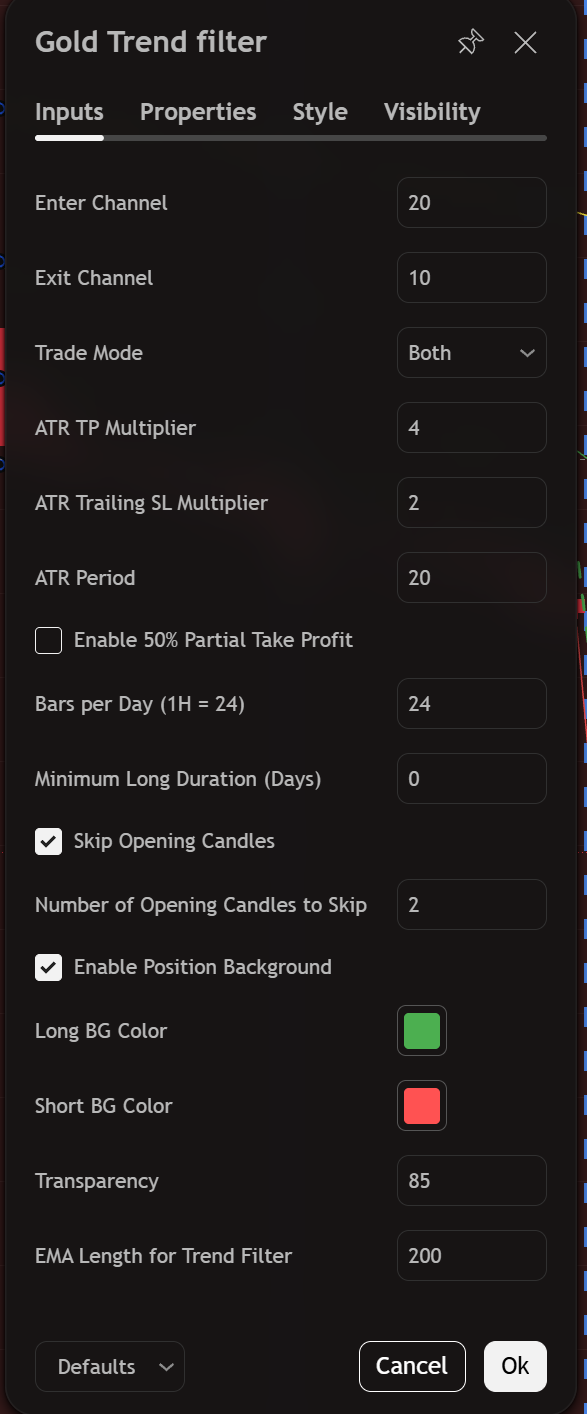 Gold Trend filter
Inputs Properties Style Visibility
Enter Channel 20
Exit Channel 10
Trade Mode Both
ATR TP Multiplier 4
ATR Trailing SL Multiplier 2
ATR Period 20
Enable 50% Partial Take Profit
Bars per Day (1H = 24) 24
Minimum Long Duration (Days) 0
Skip Opening Candles
Number of Opening Candles to Skip 2
Enable Position Background
Long BG Color
Short BG Color
Transparency 85
EMA Length for Trend Filter 200
Defaults Cancel Ok